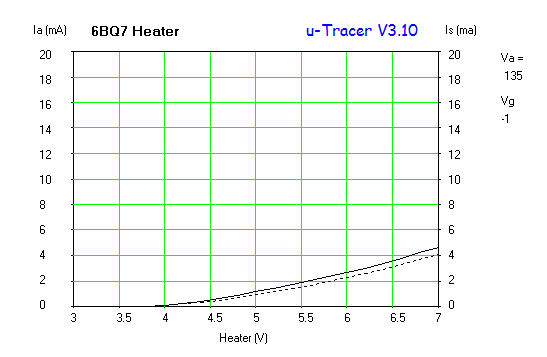 Ia (mA) 6BQ7 Heater u-Tracer V3.10 Is (ma)
20 20
Va =
18 18
135
16 16
Vg
14 14
-1
12 12
10 10
8 8
6 6
4 4
2 2
0 0
3 3.5 4 4.5 5 5.5 6 6.5 7
Heater (V)